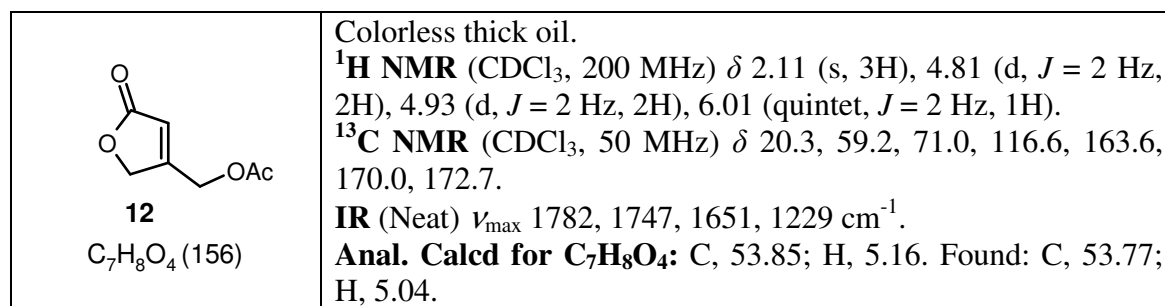 O
O
OAc
12
C₇H₈O₄ (156)
Colorless thick oil.
¹H NMR (CDCl₃, 200 MHz) δ 2.11 (s, 3H), 4.81 (d, J = 2 Hz,
2H), 4.93 (d, J = 2 Hz, 2H), 6.01 (quintet, J = 2 Hz, 1H).
¹³C NMR (CDCl₃, 50 MHz) δ 20.3, 59.2, 71.0, 116.6, 163.6,
170.0, 172.7.
IR (Neat) νmax 1782, 1747, 1651, 1229 cm⁻¹.
Anal. Calcd for C₇H₈O₄: C, 53.85; H, 5.16. Found: C, 53.77;
H, 5.04.